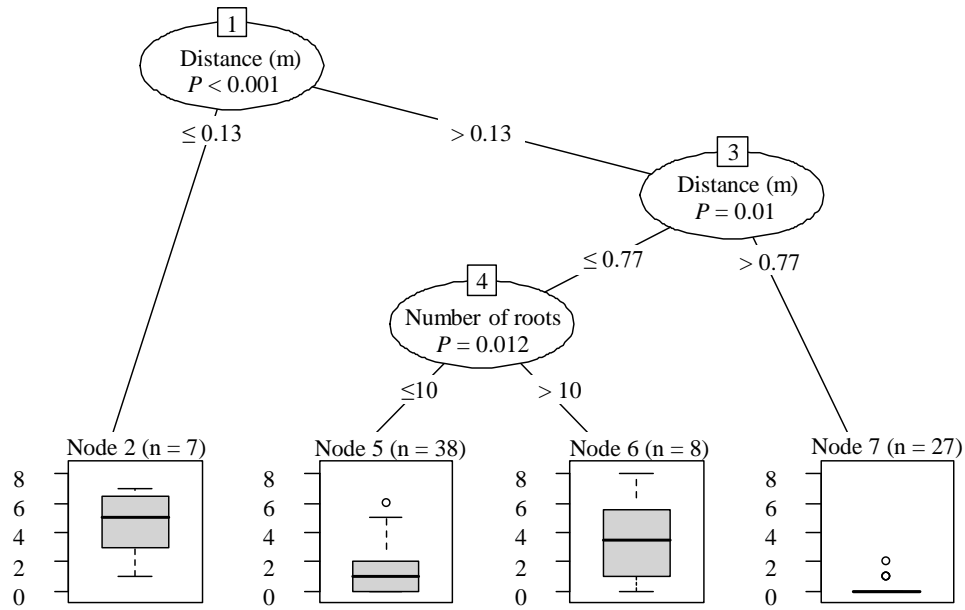 1
Distance (m)
P < 0.001
≤ 0.13
> 0.13
3
Distance (m)
P = 0.01
≤ 0.77
> 0.77
4
Number of roots
P = 0.012
≤10
> 10
Node 2 (n = 7)
8
6
4
2
0
Node 5 (n = 38)
8
6
4
2
0
Node 6 (n = 8)
8
6
4
2
0
Node 7 (n = 27)
8
6
4
2
0